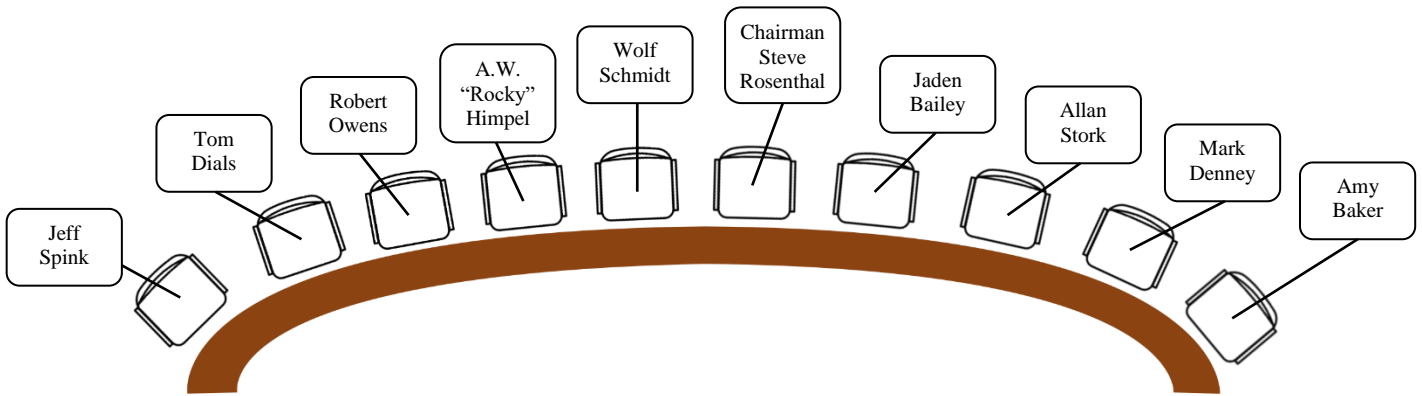 Jeff
Spink
Tom
Dials
Robert
Owens
A.W.
“Rocky”
Himpel
Wolf
Schmidt
Chairman
Steve
Rosenthal
Jaden
Bailey
Allan
Stork
Mark
Denney
Amy
Baker